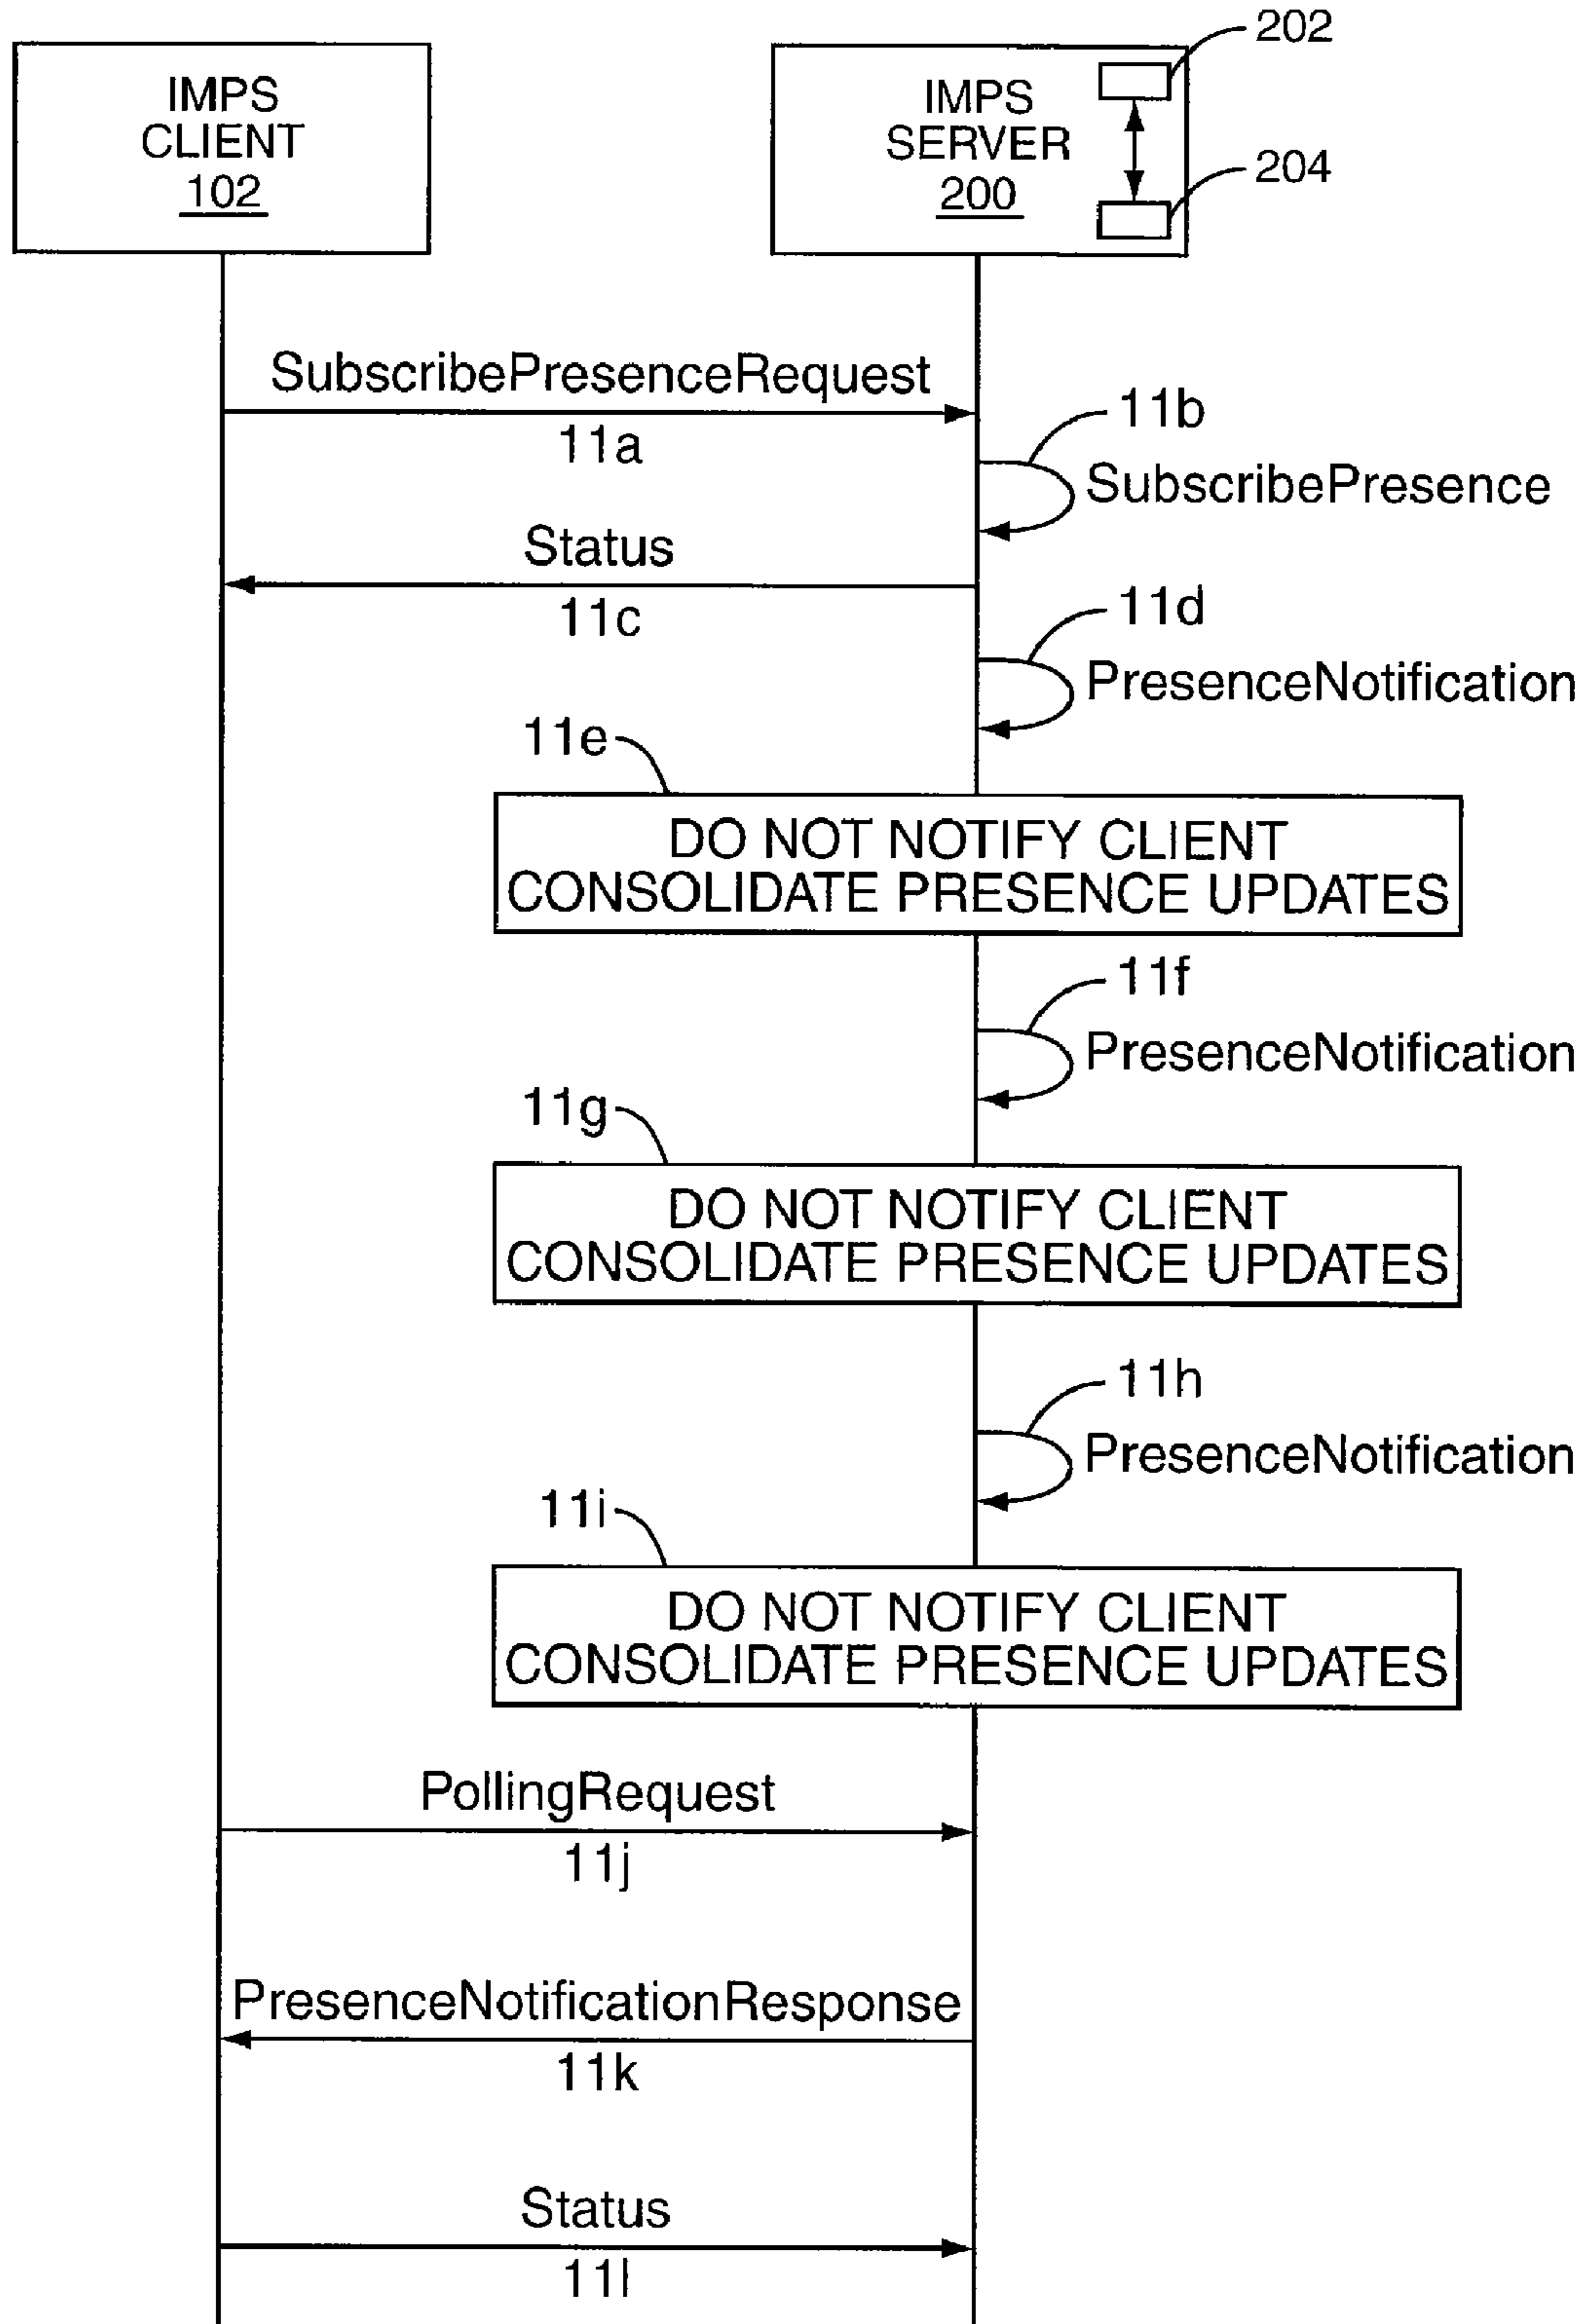 202
IMPS
CLIENT
102
IMPS
SERVER
200
204
SubscribePresenceRequest
11a
11b
SubscribePresence
Status
11c
11d
PresenceNotification
11e
DO NOT NOTIFY CLIENT
CONSOLIDATE PRESENCE UPDATES
11f
PresenceNotification
11g
DO NOT NOTIFY CLIENT
CONSOLIDATE PRESENCE UPDATES
11h
PresenceNotification
11i
DO NOT NOTIFY CLIENT
CONSOLIDATE PRESENCE UPDATES
PollingRequest
11j
PresenceNotificationResponse
11k
Status
11l